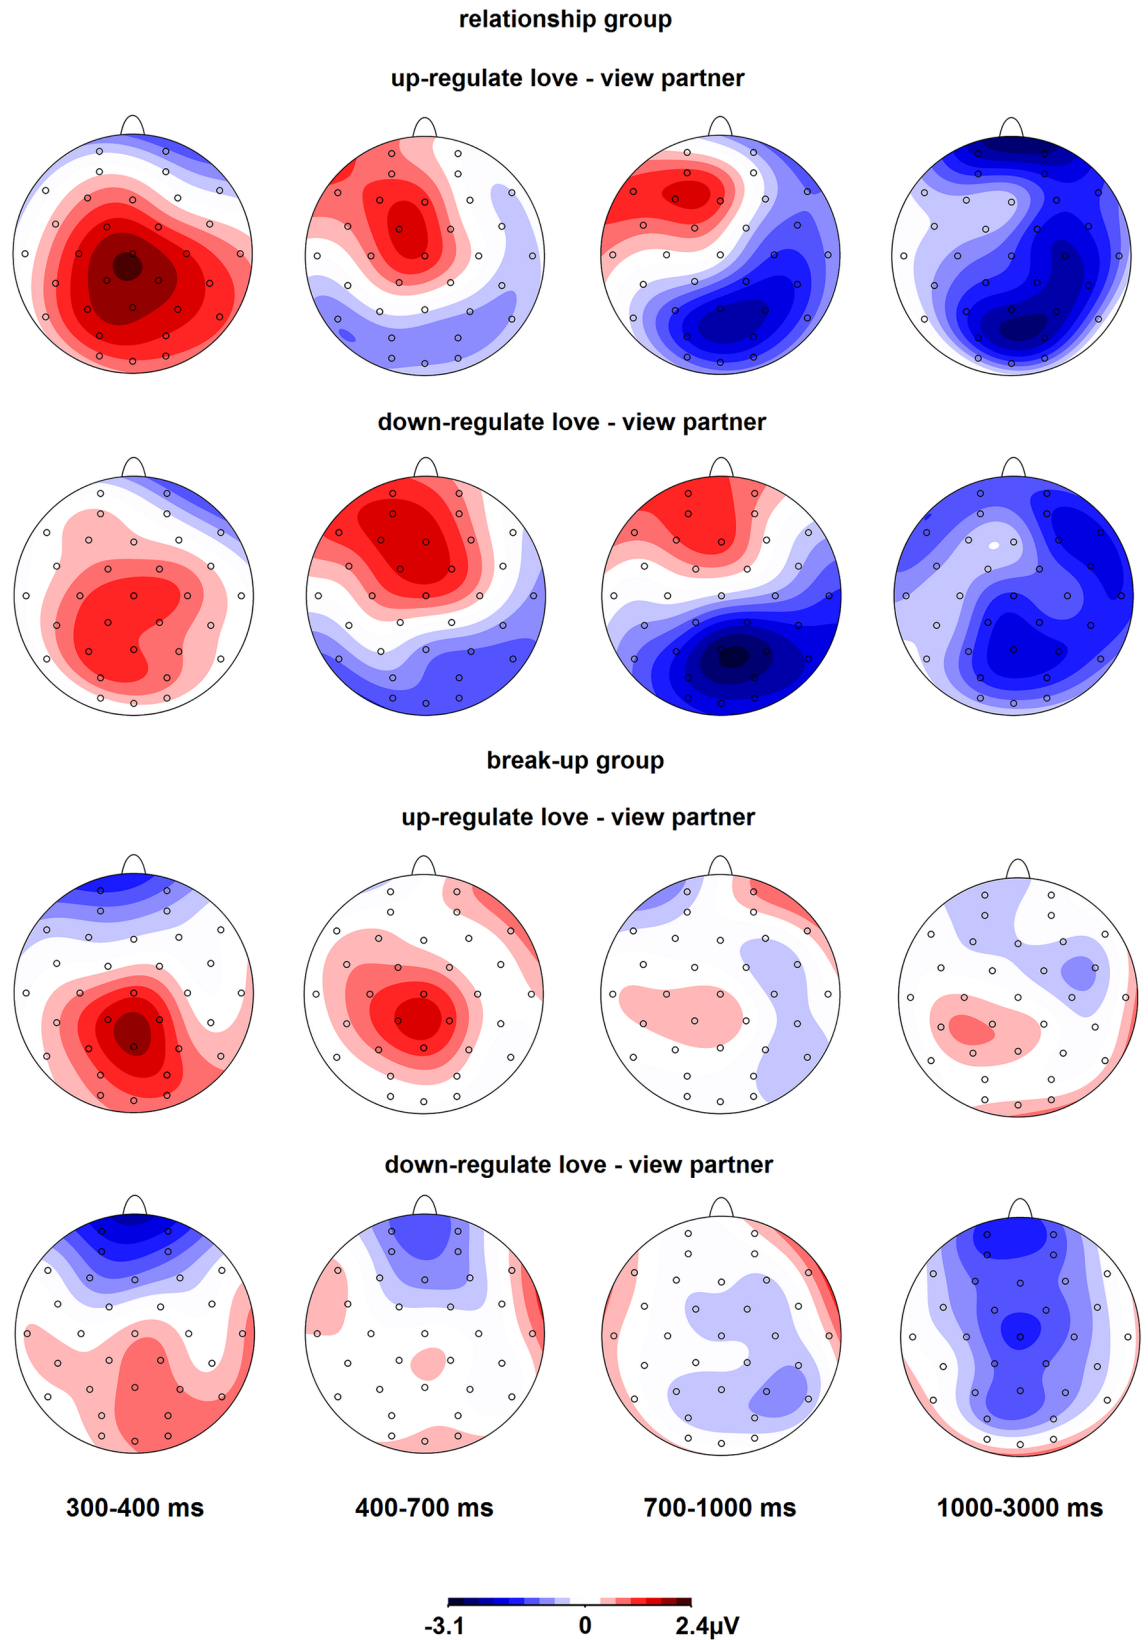 relationship group
up-regulate love - view partner
down-regulate love - view partner
break-up group
up-regulate love - view partner
down-regulate love - view partner
300-400 ms 400-700 ms 700-1000 ms 1000-3000 ms
-3.1 0 2.4µV